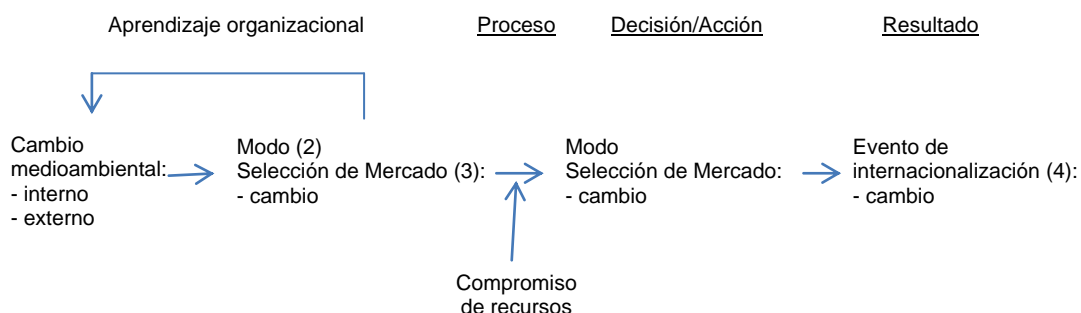 Aprendizaje organizacional
Proceso
Decisión/Acción
Resultado
Cambio
medioambiental:
- interno
- externo
Modo (2)
Selección de Mercado (3):
- cambio
Modo
Selección de Mercado:
- cambio
Evento de
internacionalización (4):
- cambio
Compromiso
de recursos